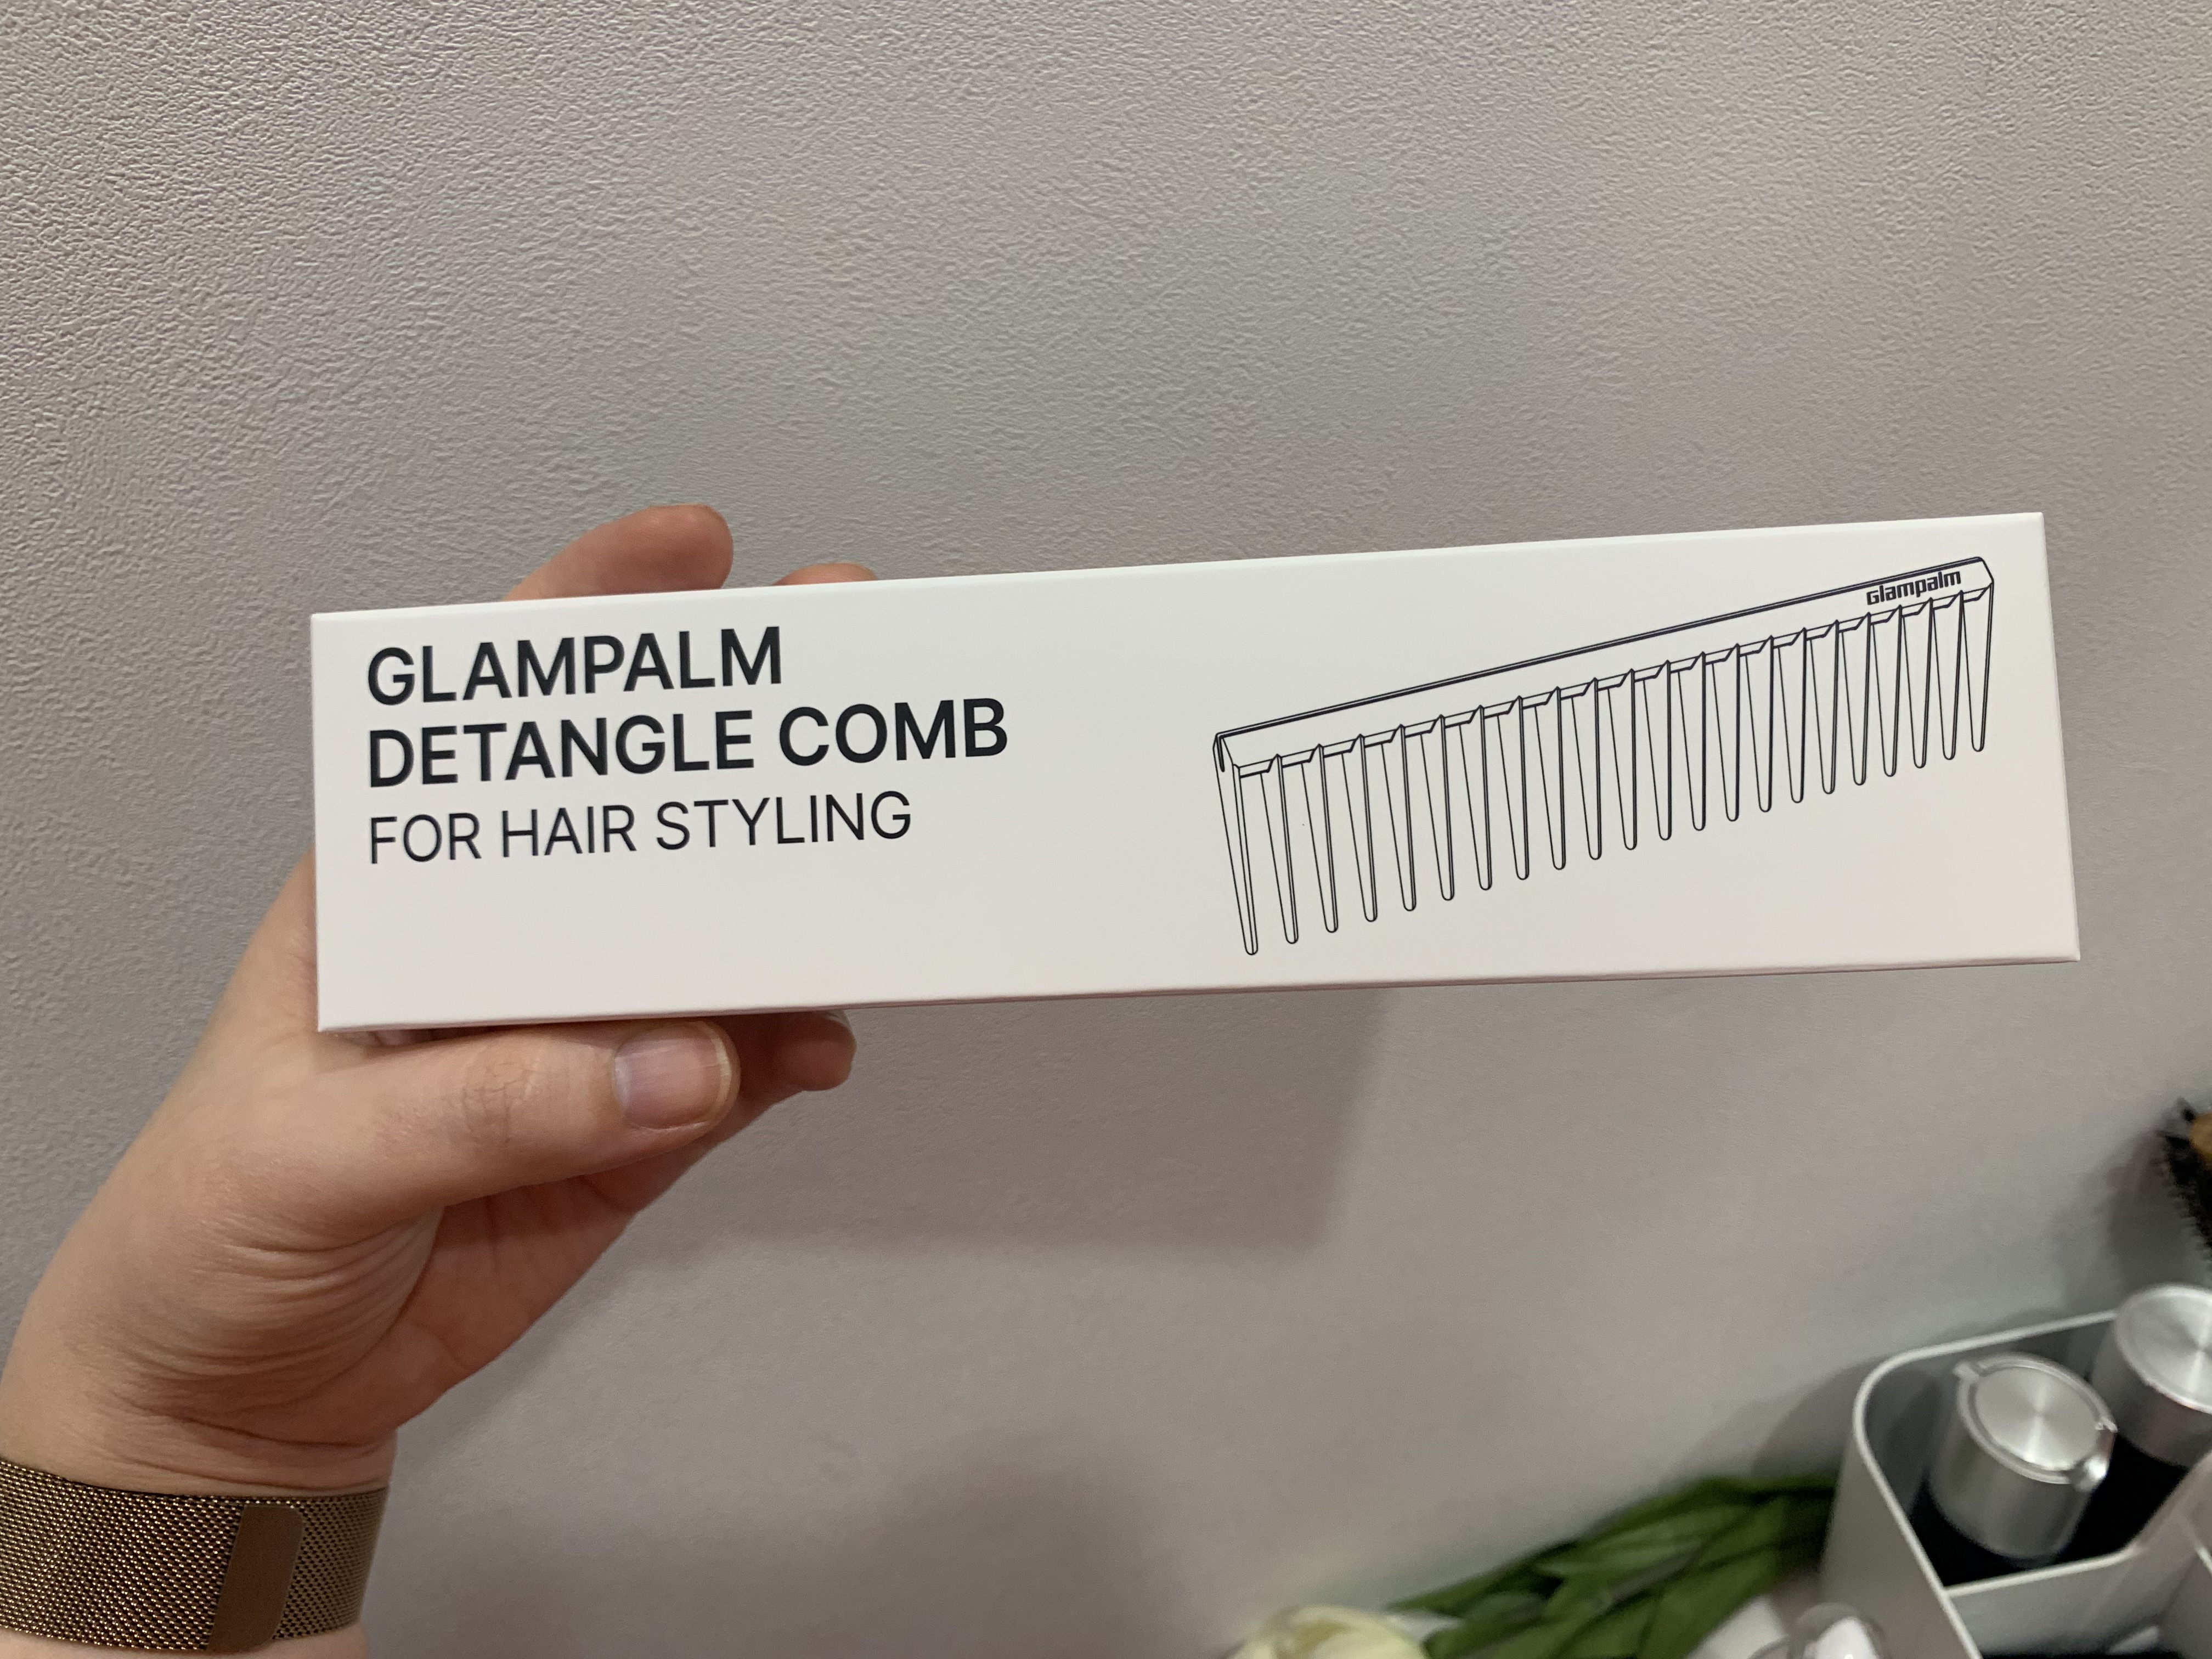 GLAMPALM
DETANGLE COMB
FOR HAIR STYLING
Glampalm